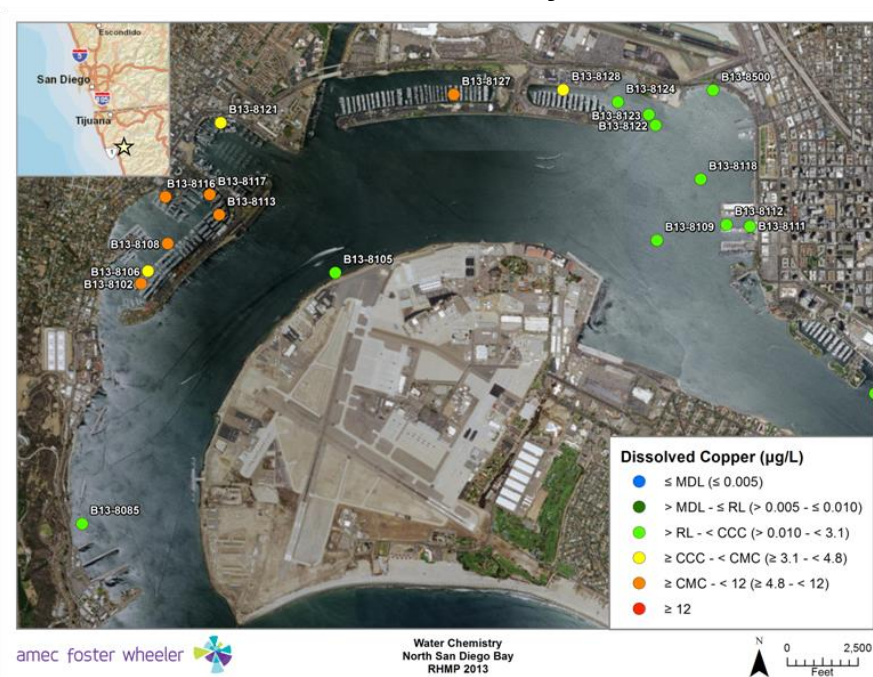 Escondido
5
San Diego
805
Tijuana
1
B13-8127
B13-8128
B13-8124
B13-8500
B13-8121
B13-8123
B13-8122
B13-8118
B13-8116
B13-8117
B13-8113
B13-8112
B13-8109
B13-8111
B13-8108
B13-8106
B13-8105
B13-8102
B13-8085
Dissolved Copper (µg/L)
≤ MDL (≤ 0.005)
> MDL - ≤ RL (> 0.005 - ≤ 0.010)
> RL - < CCC (> 0.010 - < 3.1)
≥ CCC - < CMC (≥ 3.1 - < 4.8)
≥ CMC - < 12 (≥ 4.8 - < 12)
≥ 12
amec foster wheeler
Water Chemistry
North San Diego Bay
RHMP 2013
N
0 2,500
Feet